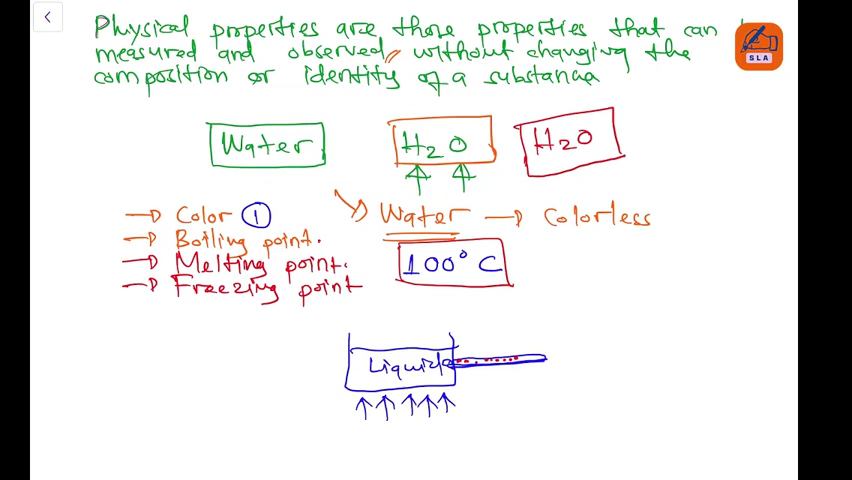 Physical properties are those properties that can
measured and observed, without changing the
composition or identity of a substance
SLA
Water H2O H2O
→ Color 1 Water → Colorless
→ Boiling point.
→ Melting point. 100° C
→ Freezing point
Liquid